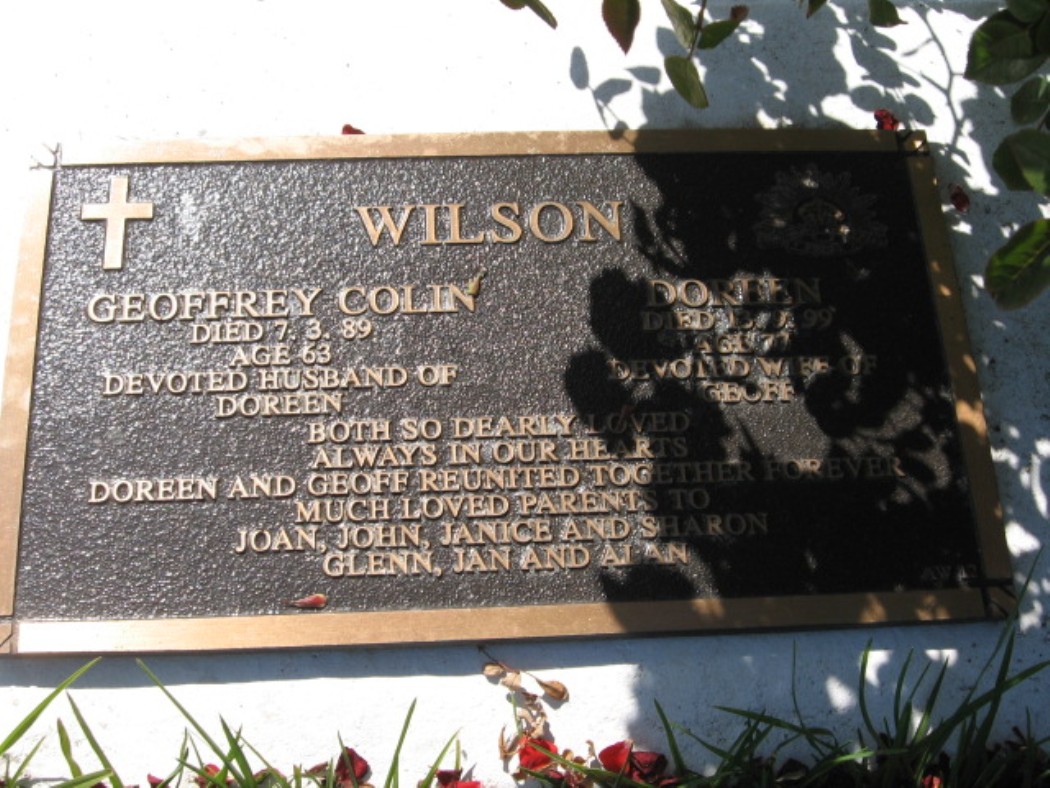 WILSON
GEOFFREY COLIN
DIED 7. 3. 89
AGE 63
DEVOTED HUSBAND OF
DOREEN
DOREEN
DIED 99
AGE
DEVOTED WIFE OF
GEOFF
BOTH SO DEARLY LOVED
ALWAYS IN OUR HEARTS
DOREEN AND GEOFF REUNITED TOGETHER FOREVER
MUCH LOVED PARENTS TO
JOAN, JOHN, JANICE AND SHARON
GLENN, JAN AND ALAN